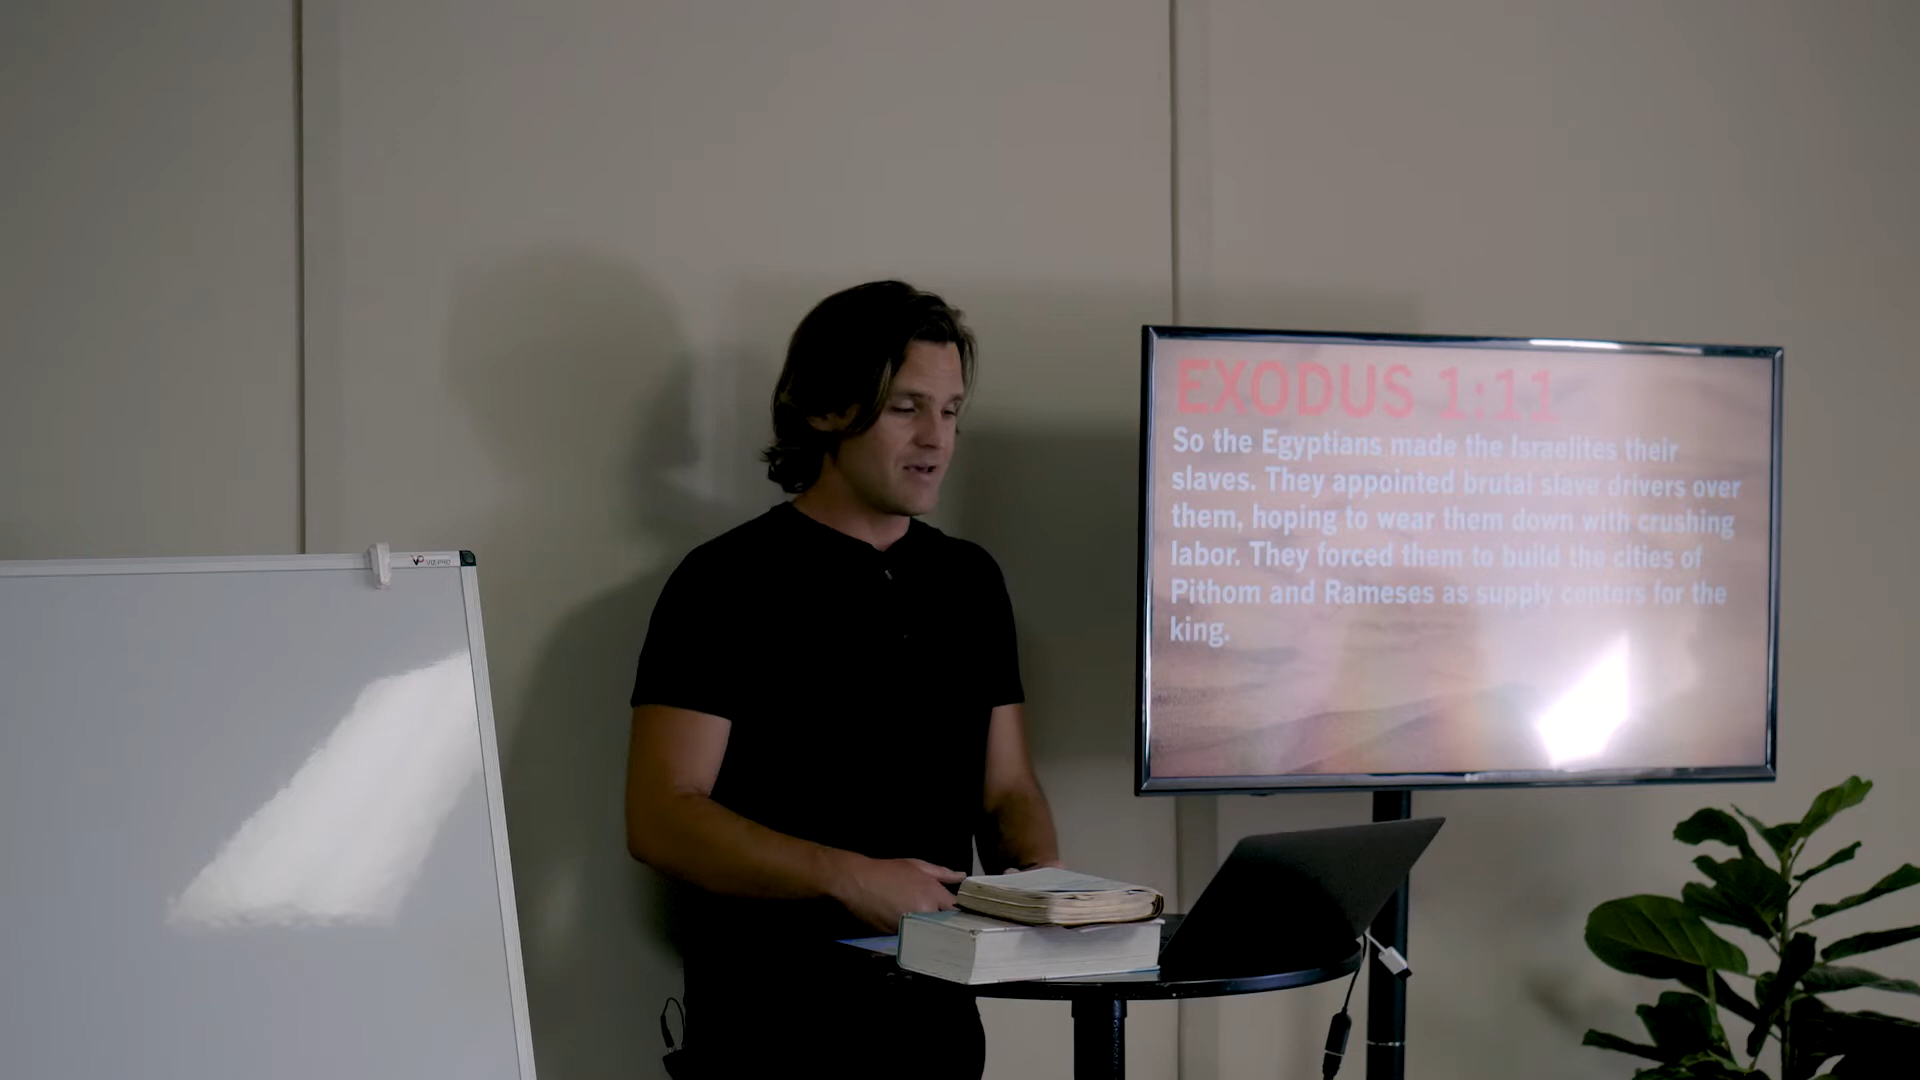 VIZ-PRO
EXODUS 1:11
So the Egyptians made the Israelites their
slaves. They appointed brutal slave drivers over
them, hoping to wear them down with crushing
labor. They forced them to build the cities of
Pithom and Rameses as supply centers for the
king.